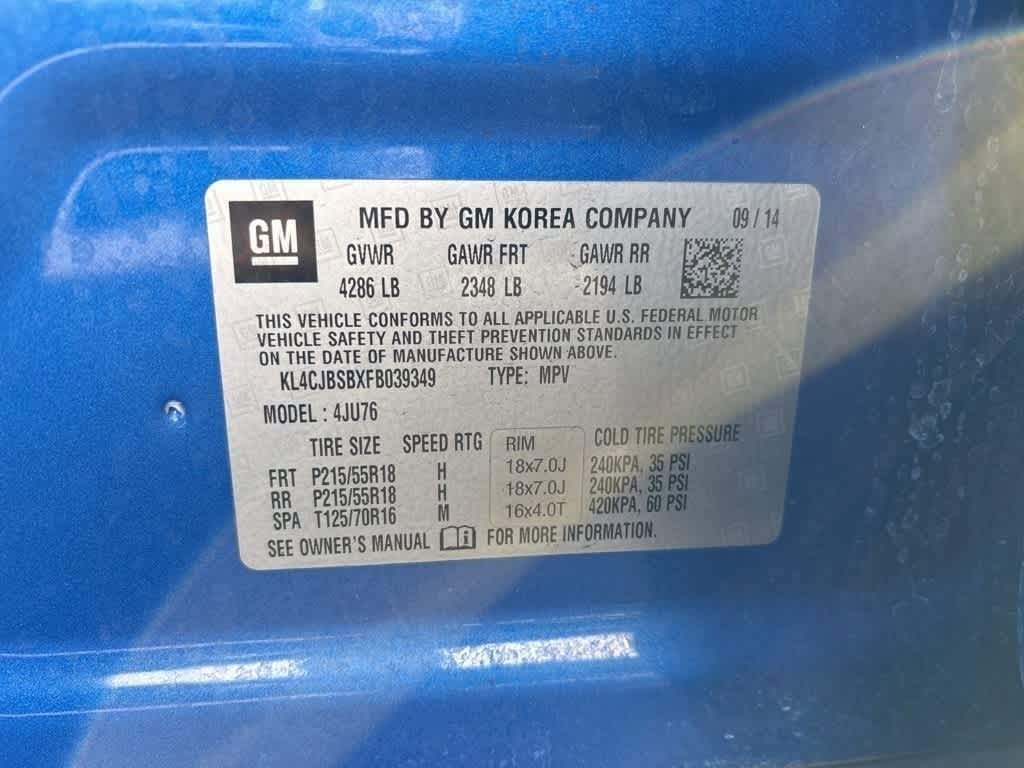 GM
MFD BY GM KOREA COMPANY 09 / 14
GVWR GAWR FRT GAWR RR
4286 LB 2348 LB 2194 LB
THIS VEHICLE CONFORMS TO ALL APPLICABLE U.S. FEDERAL MOTOR
VEHICLE SAFETY AND THEFT PREVENTION STANDARDS IN EFFECT
ON THE DATE OF MANUFACTURE SHOWN ABOVE.
KL4CJBSBXFB039349 TYPE: MPV
MODEL : 4JU76
TIRE SIZE SPEED RTG RIM COLD TIRE PRESSURE
FRT P215/55R18 H 18x7.0J 240KPA, 35 PSI
RR P215/55R18 H 18x7.0J 240KPA, 35 PSI
SPA T125/70R16 M 16x4.0T 420KPA, 60 PSI
SEE OWNER'S MANUAL FOR MORE INFORMATION.